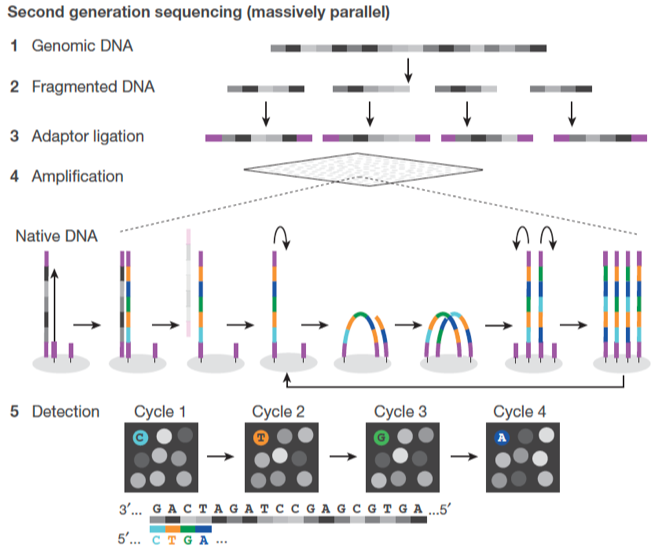 Second generation sequencing (massively parallel)
1 Genomic DNA
2 Fragmented DNA
3 Adaptor ligation
4 Amplification
Native DNA
5 Detection
Cycle 1 Cycle 2 Cycle 3 Cycle 4
C T G A
3′... G A C T A G A T C C G A G C G T G A ...5′
5′... C T G A ...